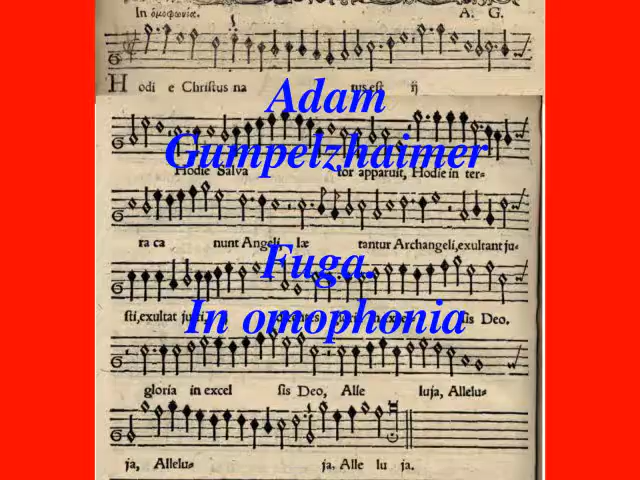 In ὁμοφωνίᾳ. A. G.
Hodi e Chriſtus na tus eſt ij
Adam
Hodie Salva tor apparuit, Hodie in ter=
Gumpelzhaimer
ra ca nunt Angeli, læ tantur Archangeli, exultant ju=
Fuga.
ſti, exultat juſti, ſis Deo.
In omophonia
gloria in excel ſis Deo, Alle luja, Allelu=
ja, Allelu= ja, Alle lu ja.